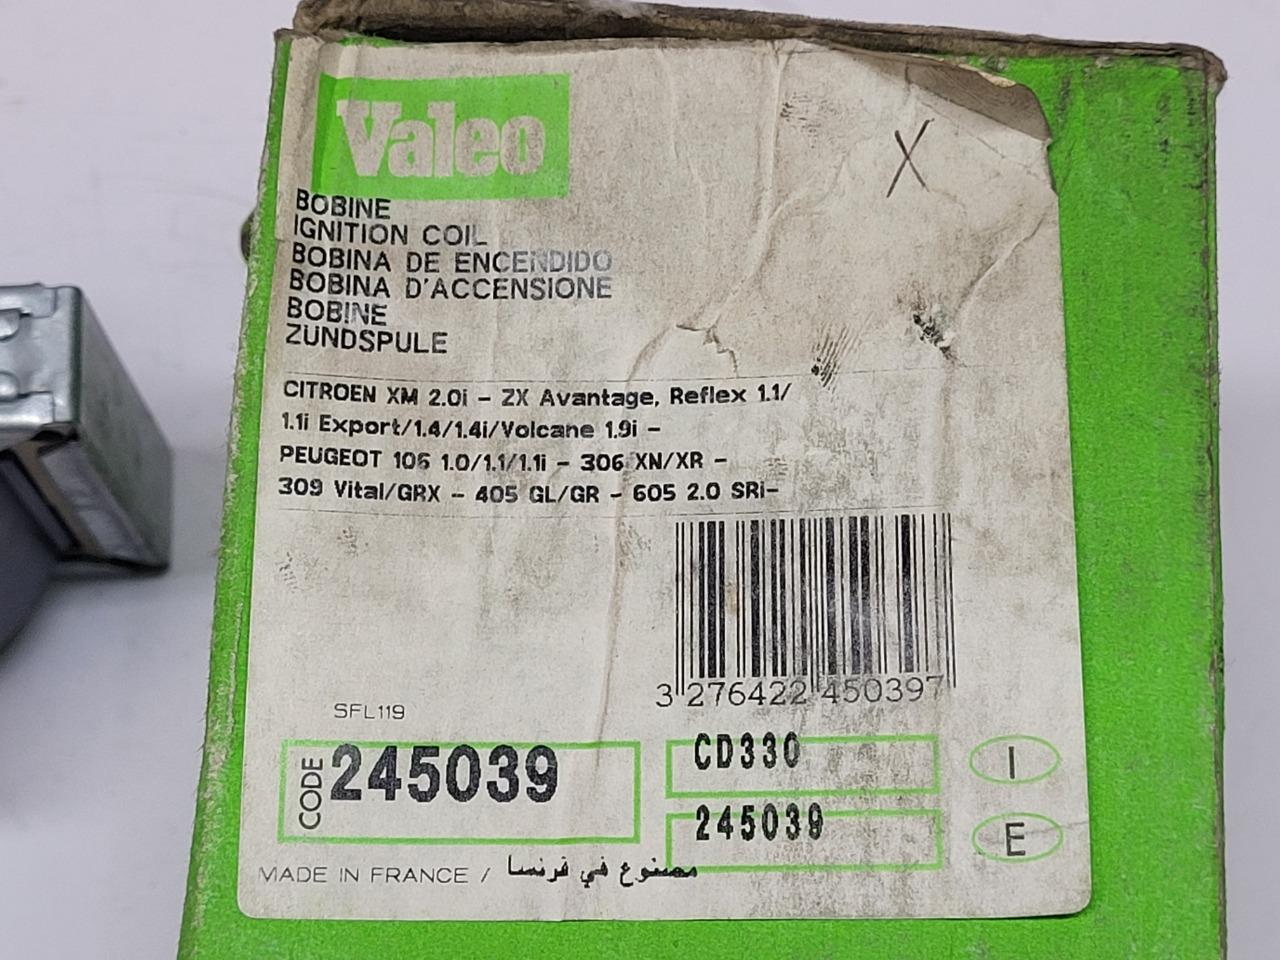 Valeo
X
BOBINE
IGNITION COIL
BOBINA DE ENCENDIDO
BOBINA D'ACCENSIONE
BOBINE
ZUNDSPULE
CITROEN XM 2.0i - ZX Avantage, Reflex 1.1/
1.1i Export/1.4/1.4i/Volcane 1.9i -
PEUGEOT 106 1.0/1.1/1.1i - 306 XN/XR -
309 Vital/GRX - 405 GL/GR - 605 2.0 SRi-
3 276422 450397
SFL119
CODE 245039
CD330
I
245039
E
MADE IN FRANCE / مصنوع في فرنسا